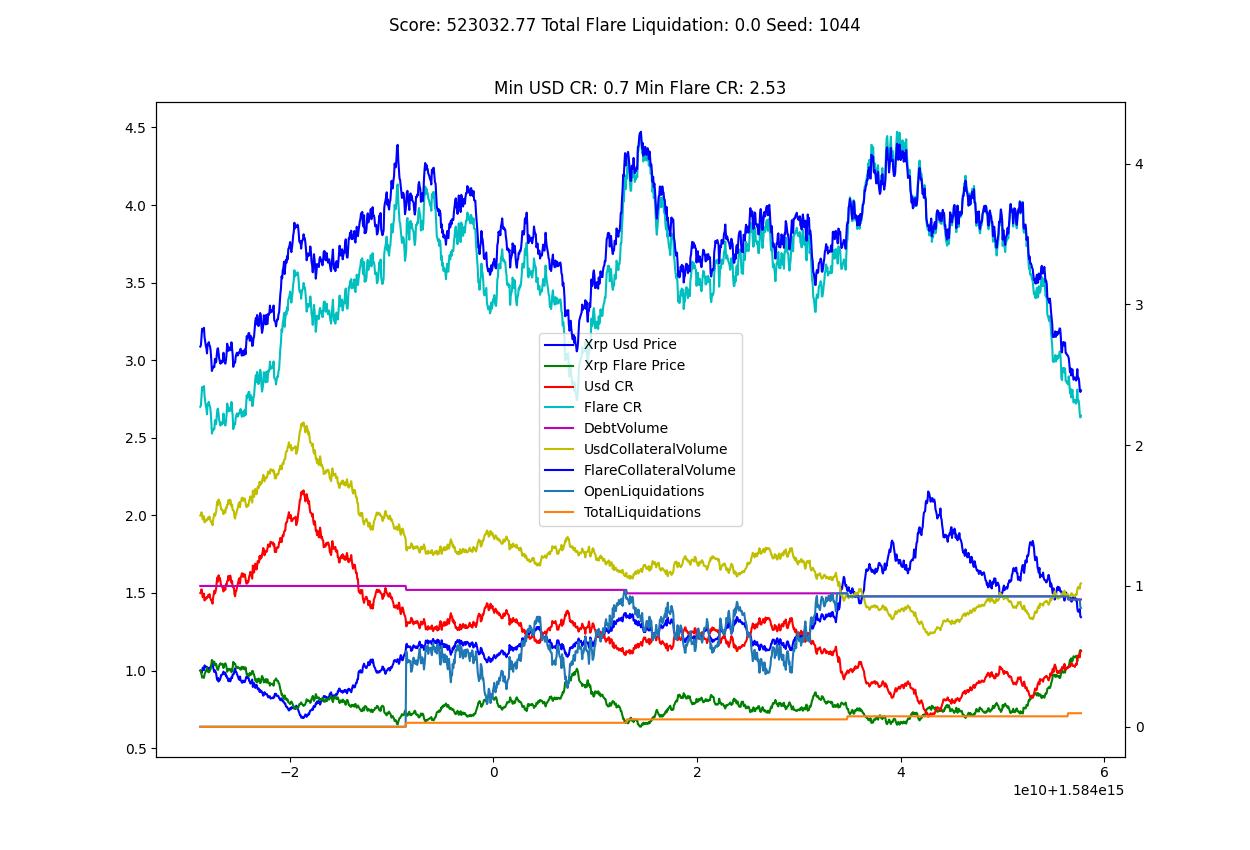 Score: 523032.77 Total Flare Liquidation: 0.0 Seed: 1044
Min USD CR: 0.7 Min Flare CR: 2.53
4.5
4.0
3.5
3.0
2.5
2.0
1.5
1.0
0.5
4
3
2
1
0
Xrp Usd Price
Xrp Flare Price
Usd CR
Flare CR
DebtVolume
UsdCollateralVolume
FlareCollateralVolume
OpenLiquidations
TotalLiquidations
−2 0 2 4 6
1e10+1.584e15